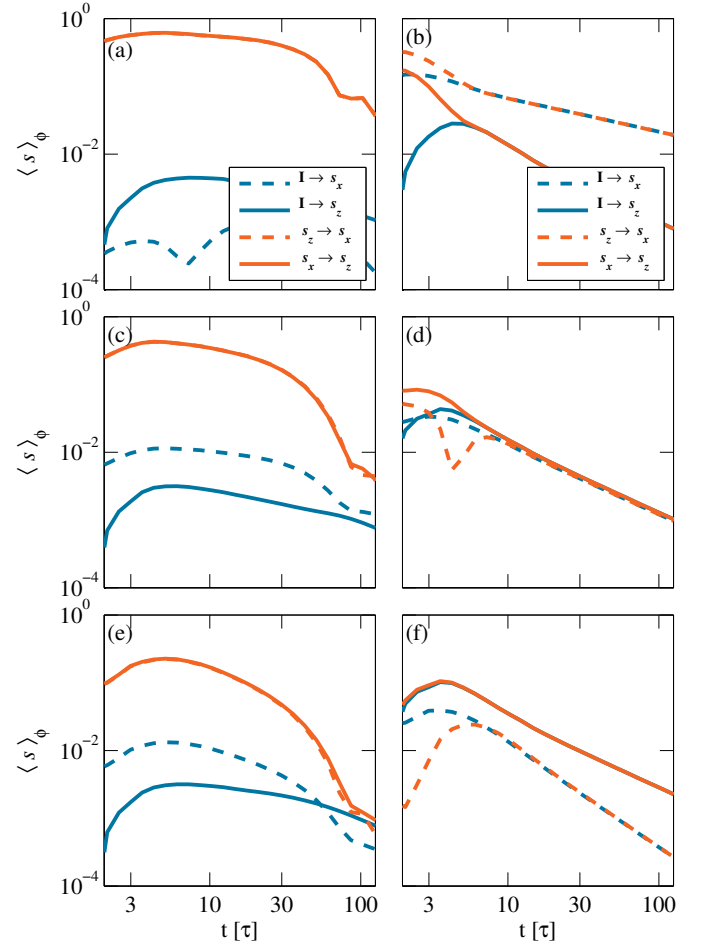 (a)
(b)
10^0
10^{-2}
10^{-4}
⟨ s ⟩_ϕ
I → s_x
I → s_z
s_z → s_x
s_x → s_z
I → s_x
I → s_z
s_z → s_x
s_x → s_z
(c)
(d)
10^0
10^{-2}
10^{-4}
⟨ s ⟩_ϕ
(e)
(f)
10^0
10^{-2}
10^{-4}
⟨ s ⟩_ϕ
3 10 30 100
3 10 30 100
t [τ]
t [τ]